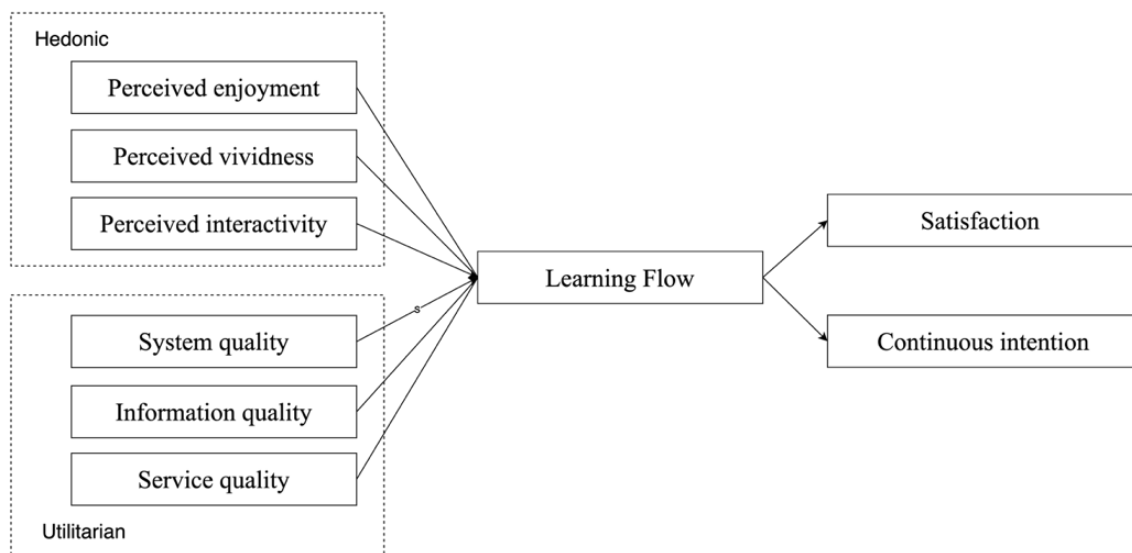 Hedonic
Perceived enjoyment
Perceived vividness
Perceived interactivity
System quality
s
Information quality
Service quality
Utilitarian
Learning Flow
Satisfaction
Continuous intention